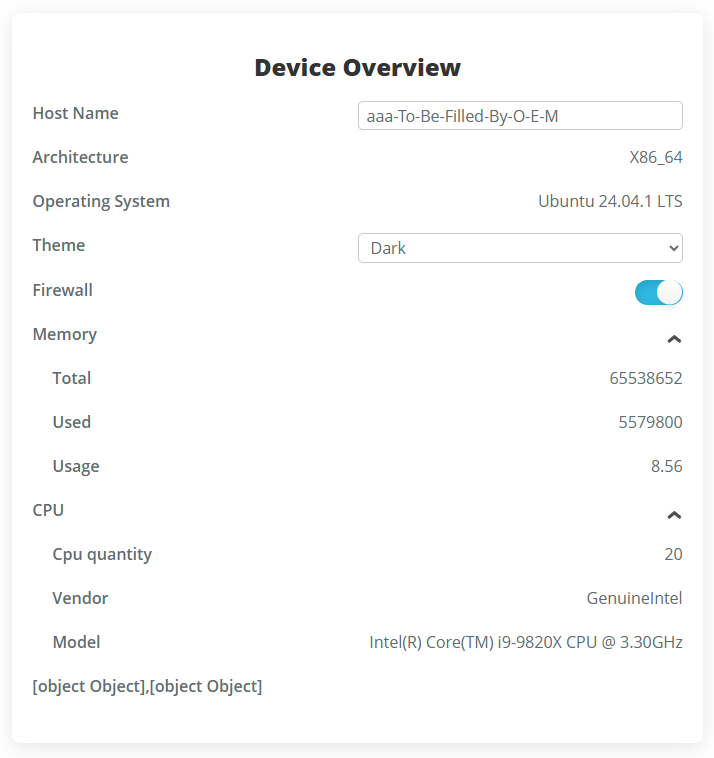 Device Overview
Host Name aaa-To-Be-Filled-By-O-E-M
Architecture X86_64
Operating System Ubuntu 24.04.1 LTS
Theme Dark
Firewall
Memory
Total 65538652
Used 5579800
Usage 8.56
CPU
Cpu quantity 20
Vendor GenuineIntel
Model Intel(R) Core(TM) i9-9820X CPU @ 3.30GHz
[object Object],[object Object]